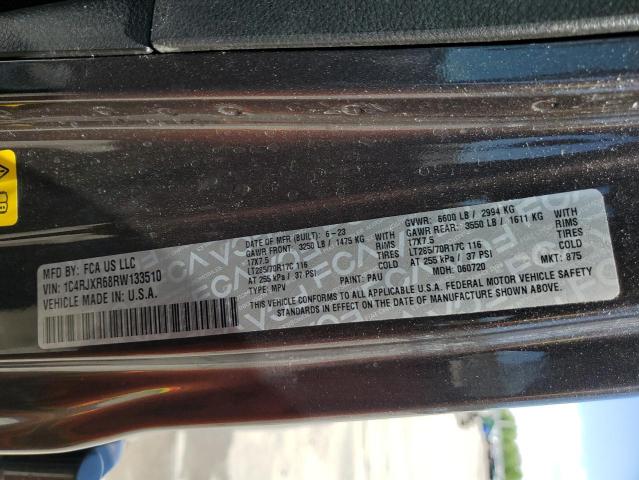 MFD BY: FCA US LLC
VIN: 1C4RJXR68RW133510
VEHICLE MADE IN: U.S.A.
DATE OF MFR (BUILT): 6-23
GAWR FRONT: 3250 LB / 1475 KG
WITH TIRES
17X7.5 RIMS
LT285/70R17C 116
AT 255 kPa / 37 PSI COLD
TYPE: MPV PAINT: PAU
GVWR: 6600 LB / 2994 KG
GAWR REAR: 3550 LB / 1611 KG
WITH TIRES
17X7.5 RIMS
LT285/70R17C 116
AT 255 kPa / 37 PSI COLD
MDH: 060720 MKT: 875
THIS VEHICLE CONFORMS TO ALL APPLICABLE U.S.A. FEDERAL MOTOR VEHICLE SAFETY,
BUMPER, AND THEFT PREVENTION STANDARDS IN EFFECT ON THE DATE OF MANUFACTURE SHOWN ABOVE.